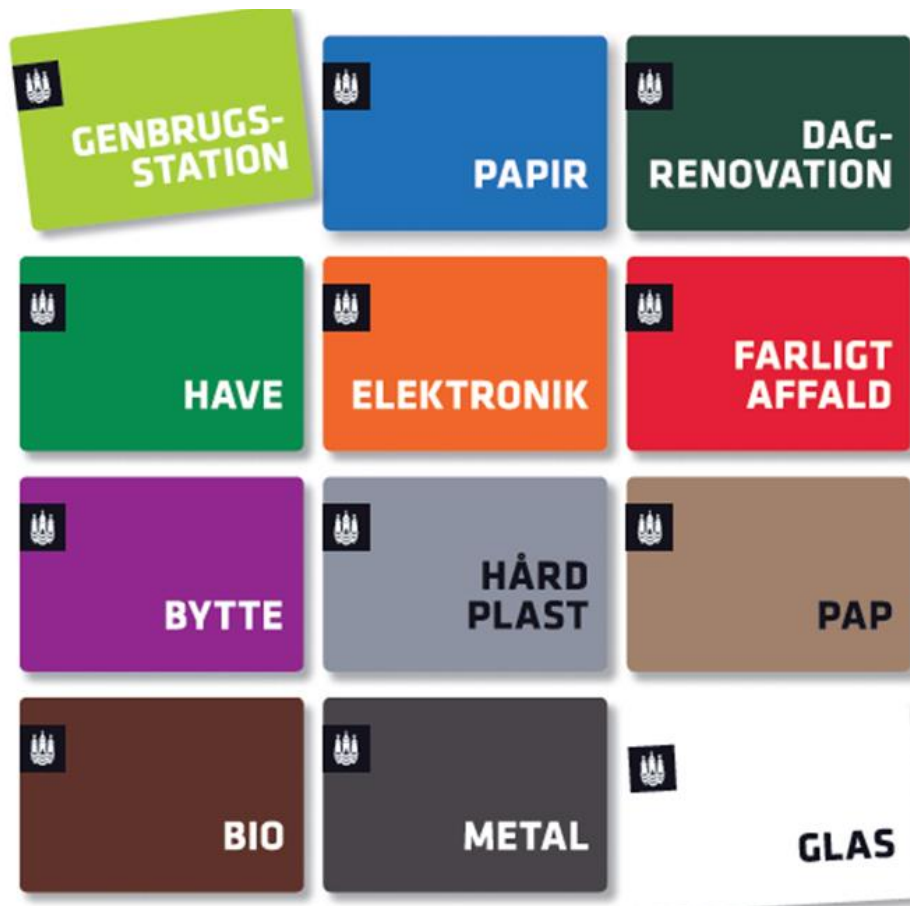 GENBRUGS-
STATION
PAPIR
DAG-
RENOVATION
HAVE
ELEKTRONIK
FARLIGT
AFFALD
BYTTE
HÅRD
PLAST
PAP
BIO
METAL
GLAS